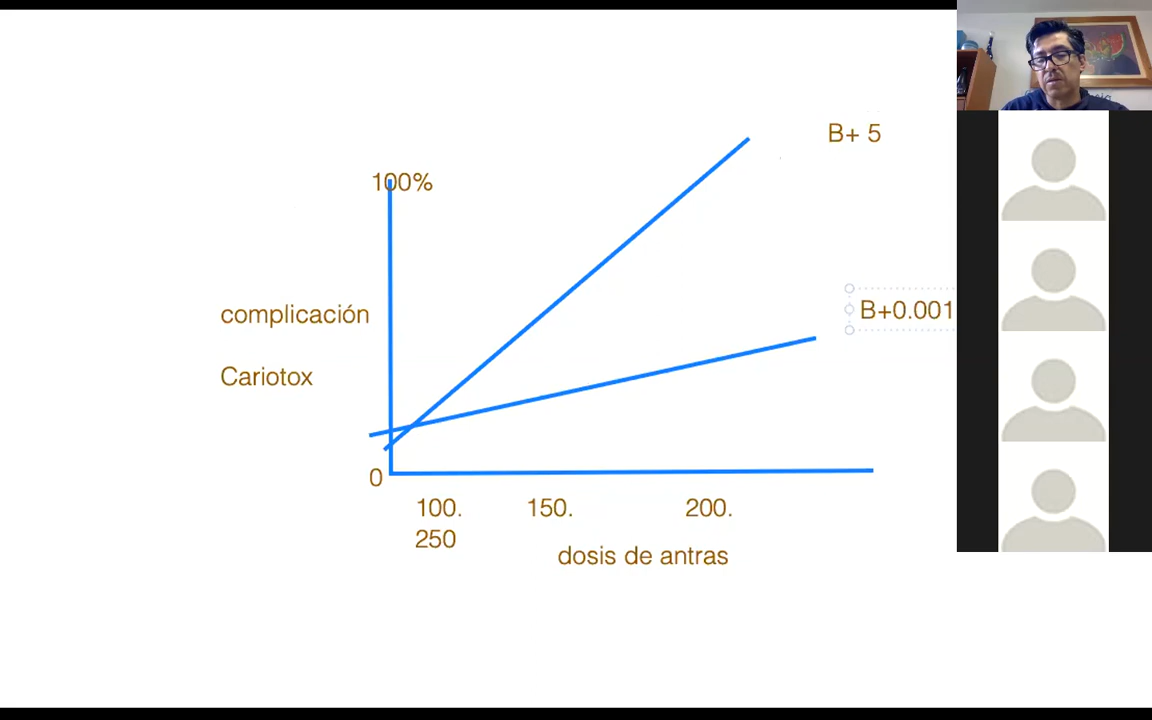 B+ 5
100%
complicación
B+0.001
Cariotox
0
100.
150.
200.
250
dosis de antras